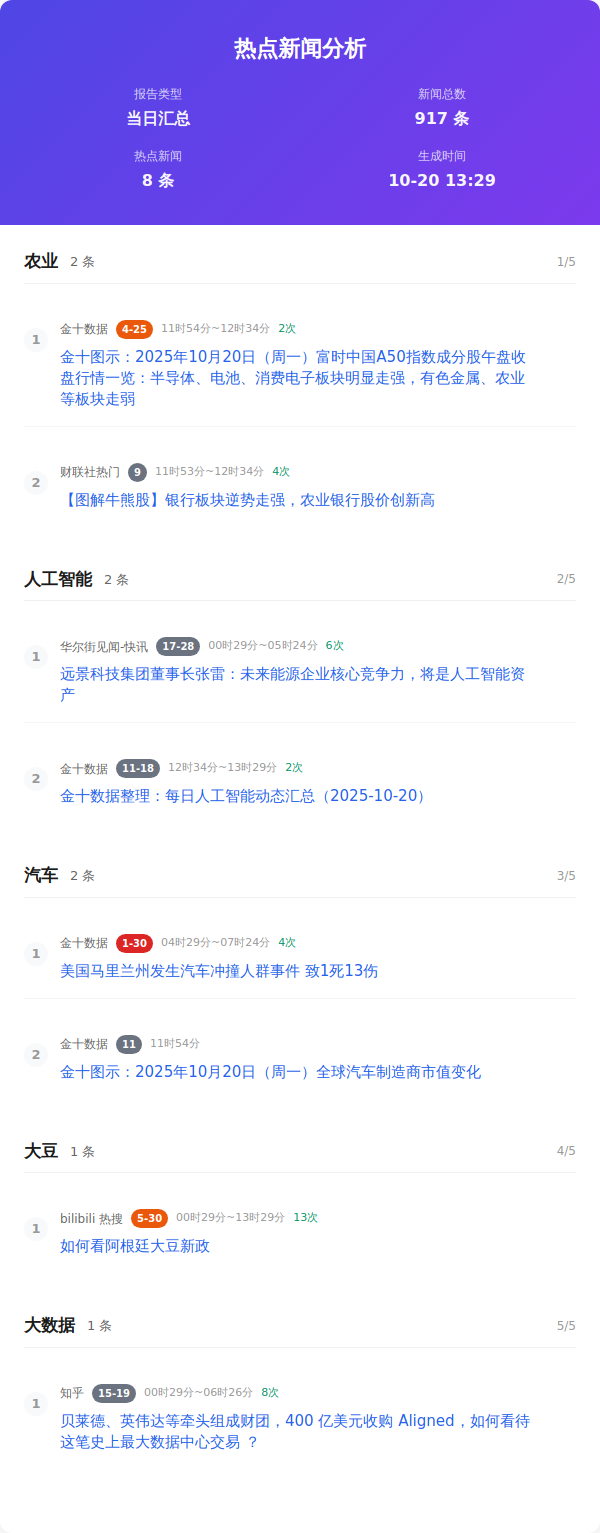 热点新闻分析
报告类型
新闻总数
当日汇总
917 条
热点新闻
生成时间
8 条
10-20 13:29
农业 2 条 1/5
1
金十数据 4-25 11时54分~12时34分 2次
金十图示：2025年10月20日（周一）富时中国A50指数成分股午盘收
盘行情一览：半导体、电池、消费电子板块明显走强，有色金属、农业
等板块走弱
2
财联社热门 9 11时53分~12时34分 4次
【图解牛熊股】银行板块逆势走强，农业银行股价创新高
人工智能 2 条 2/5
1
华尔街见闻-快讯 17-28 00时29分~05时24分 6次
远景科技集团董事长张雷：未来能源企业核心竞争力，将是人工智能资
产
2
金十数据 11-18 12时34分~13时29分 2次
金十数据整理：每日人工智能动态汇总（2025-10-20）
汽车 2 条 3/5
1
金十数据 1-30 04时29分~07时24分 4次
美国马里兰州发生汽车冲撞人群事件 致1死13伤
2
金十数据 11 11时54分
金十图示：2025年10月20日（周一）全球汽车制造商市值变化
大豆 1 条 4/5
1
bilibili 热搜 5-30 00时29分~13时29分 13次
如何看阿根廷大豆新政
大数据 1 条 5/5
1
知乎 15-19 00时29分~06时26分 8次
贝莱德、英伟达等牵头组成财团，400 亿美元收购 Aligned，如何看待
这笔史上最大数据中心交易 ？